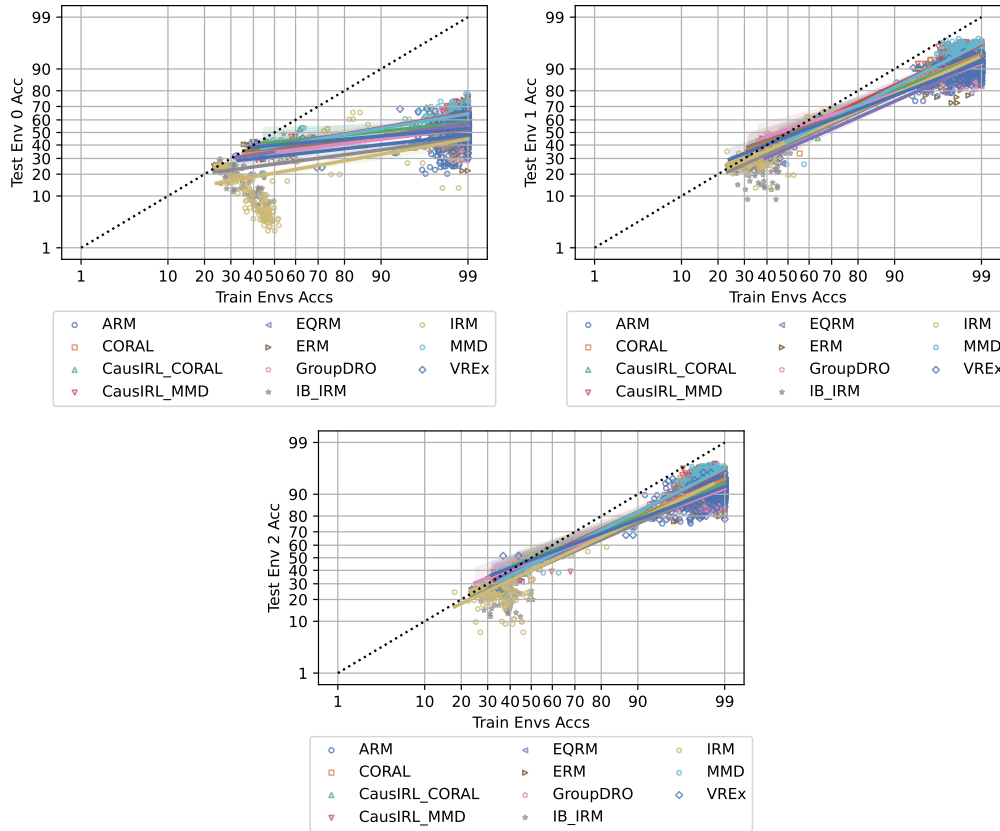 99
90
80
70
60
50
40
30
20
10
1
Test Env 0 Acc
1 10 20 30 40 50 60 70 80 90 99
Train Envs Accs
ARM EQRM IRM
CORAL ERM MMD
CausIRL_CORAL GroupDRO VREx
CausIRL_MMD IB_IRM
99
90
80
70
60
50
40
30
20
10
1
Test Env 1 Acc
1 10 20 30 40 50 60 70 80 90 99
Train Envs Accs
ARM EQRM IRM
CORAL ERM MMD
CausIRL_CORAL GroupDRO VREx
CausIRL_MMD IB_IRM
99
90
80
70
60
50
40
30
20
10
1
Test Env 2 Acc
1 10 20 30 40 50 60 70 80 90 99
Train Envs Accs
ARM EQRM IRM
CORAL ERM MMD
CausIRL_CORAL GroupDRO VREx
CausIRL_MMD IB_IRM